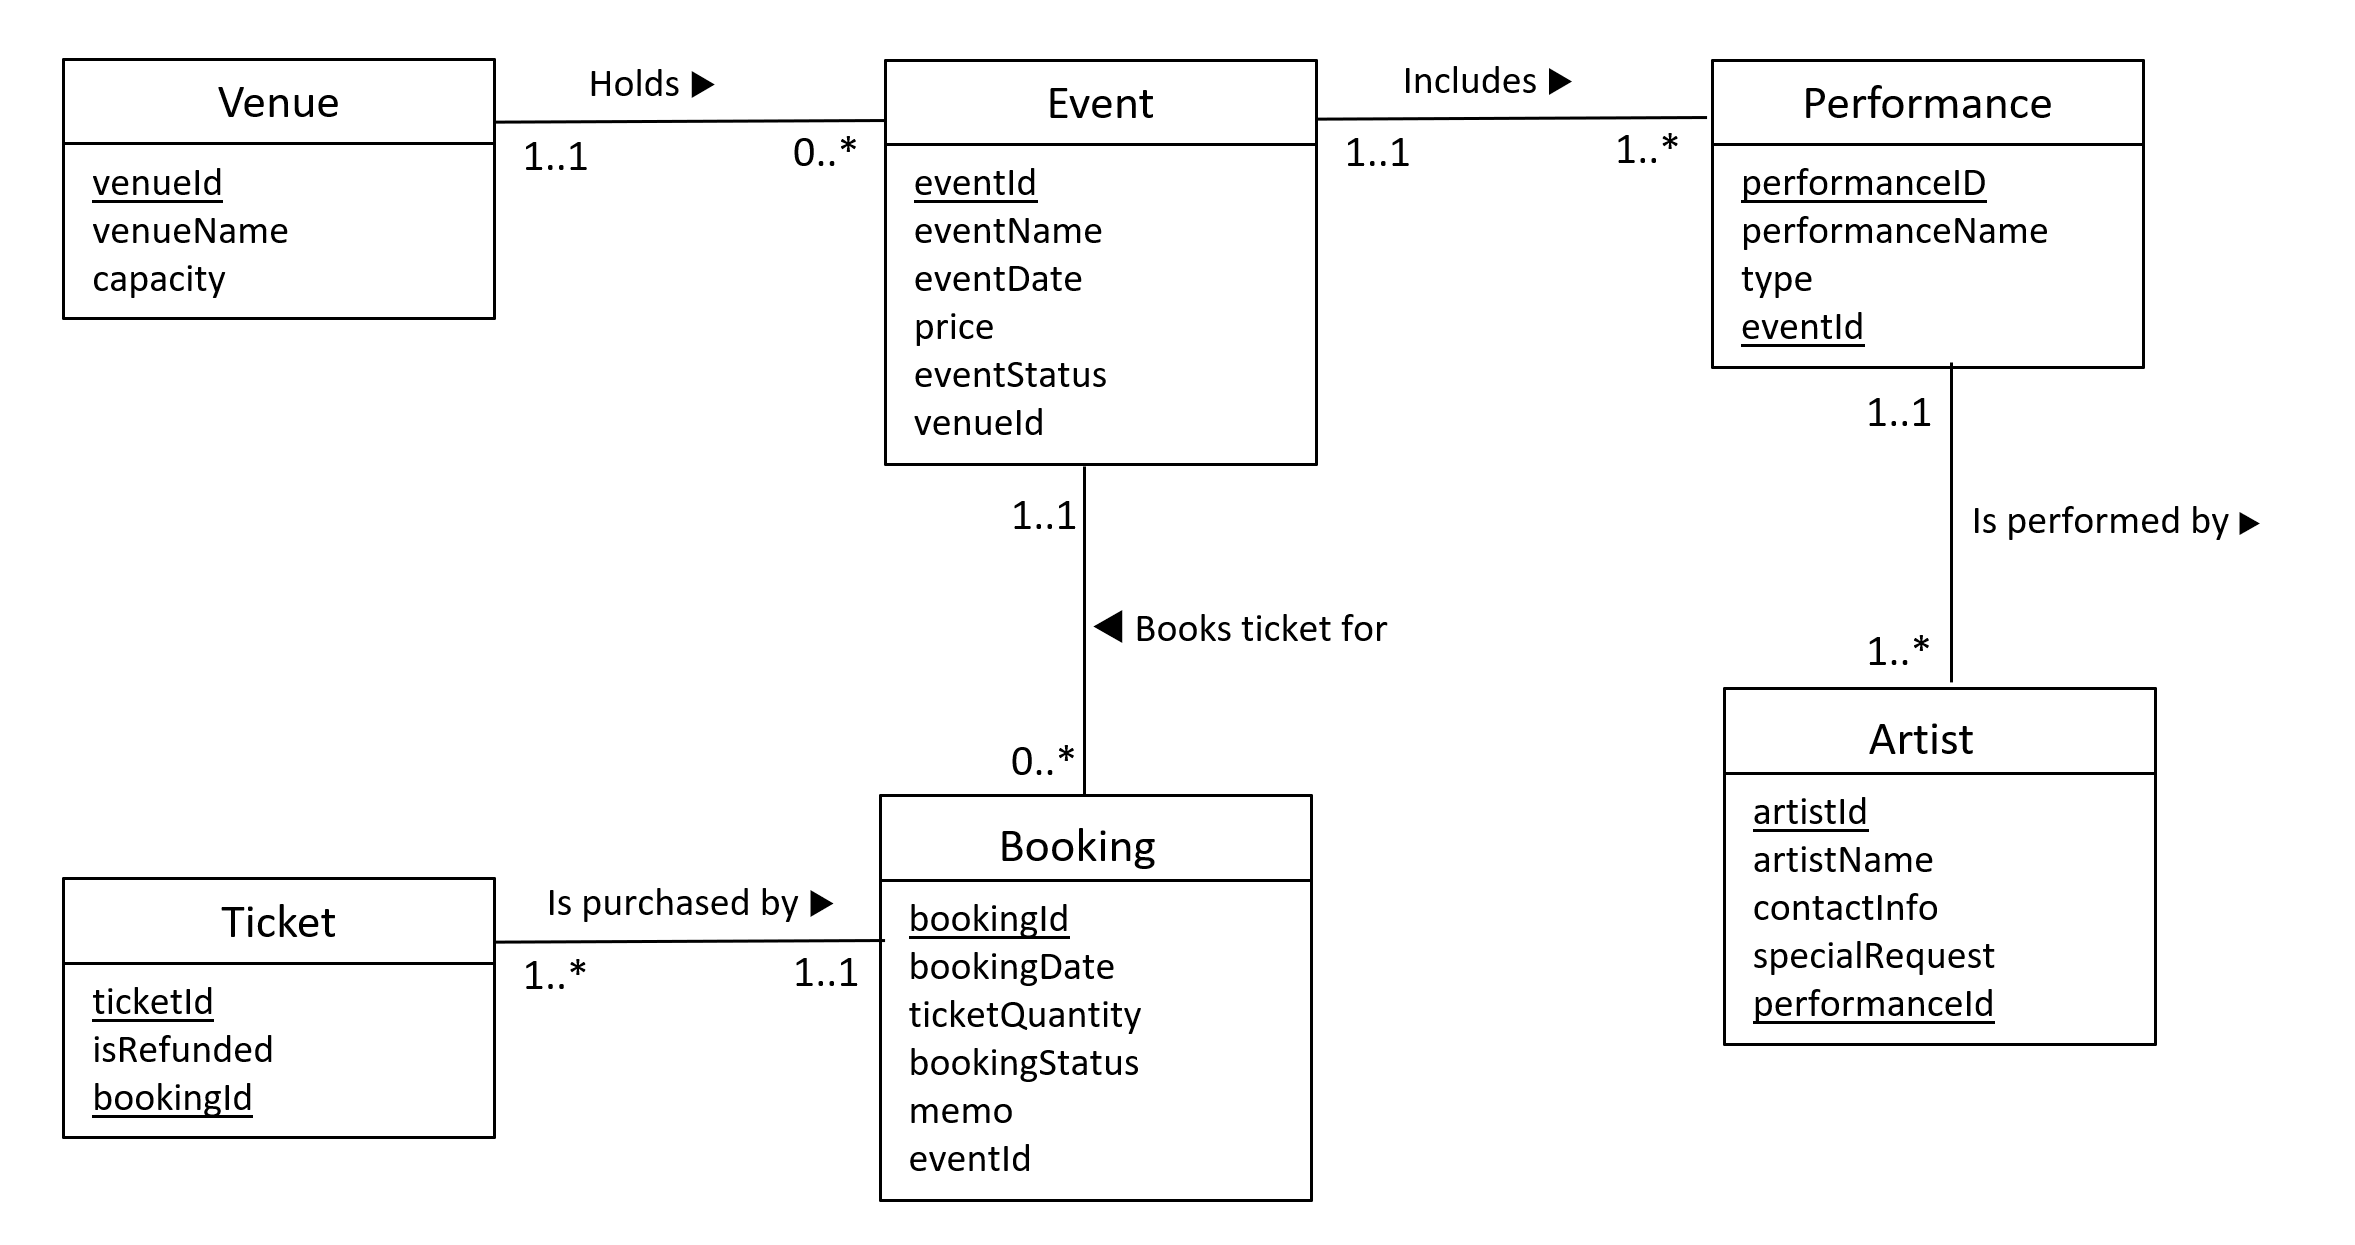 Venue
venueId
venueName
capacity
Holds ▶
1..1
0..*
Event
eventId
eventName
eventDate
price
eventStatus
venueId
Includes ▶
1..1
1..*
Performance
performanceID
performanceName
type
eventId
1..1
Is performed by ▶
1..*
Artist
artistId
artistName
contactInfo
specialRequest
performanceId
1..1
◀ Books ticket for
0..*
Booking
bookingId
bookingDate
ticketQuantity
bookingStatus
memo
eventId
Is purchased by ▶
1..*
1..1
Ticket
ticketId
isRefunded
bookingId